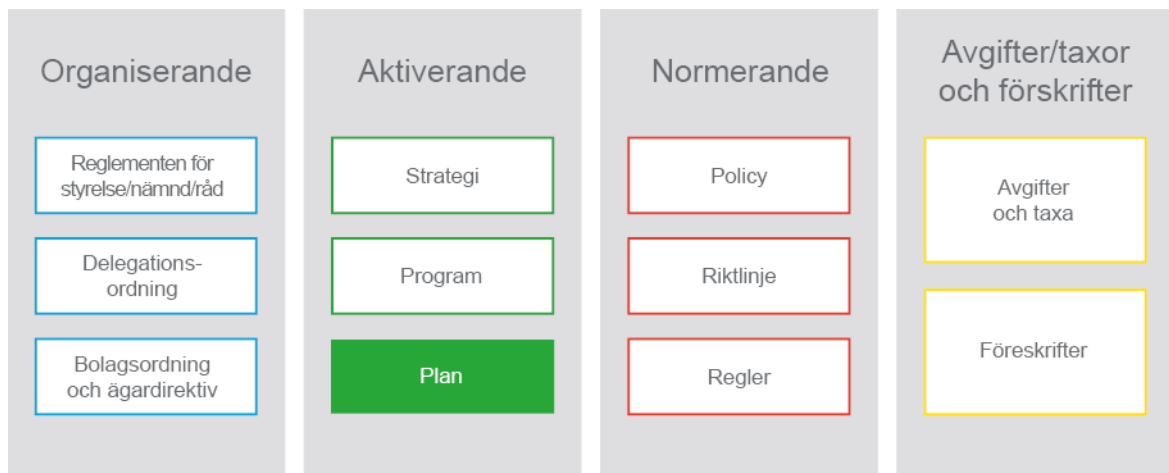 Organiserande
Reglementen för
styrelse/nämnd/råd
Delegations-
ordning
Bolagsordning
och ägardirektiv
Aktiverande
Strategi
Program
Plan
Normerande
Policy
Riktlinje
Regler
Avgifter/taxor
och förskrifter
Avgifter
och taxa
Föreskrifter